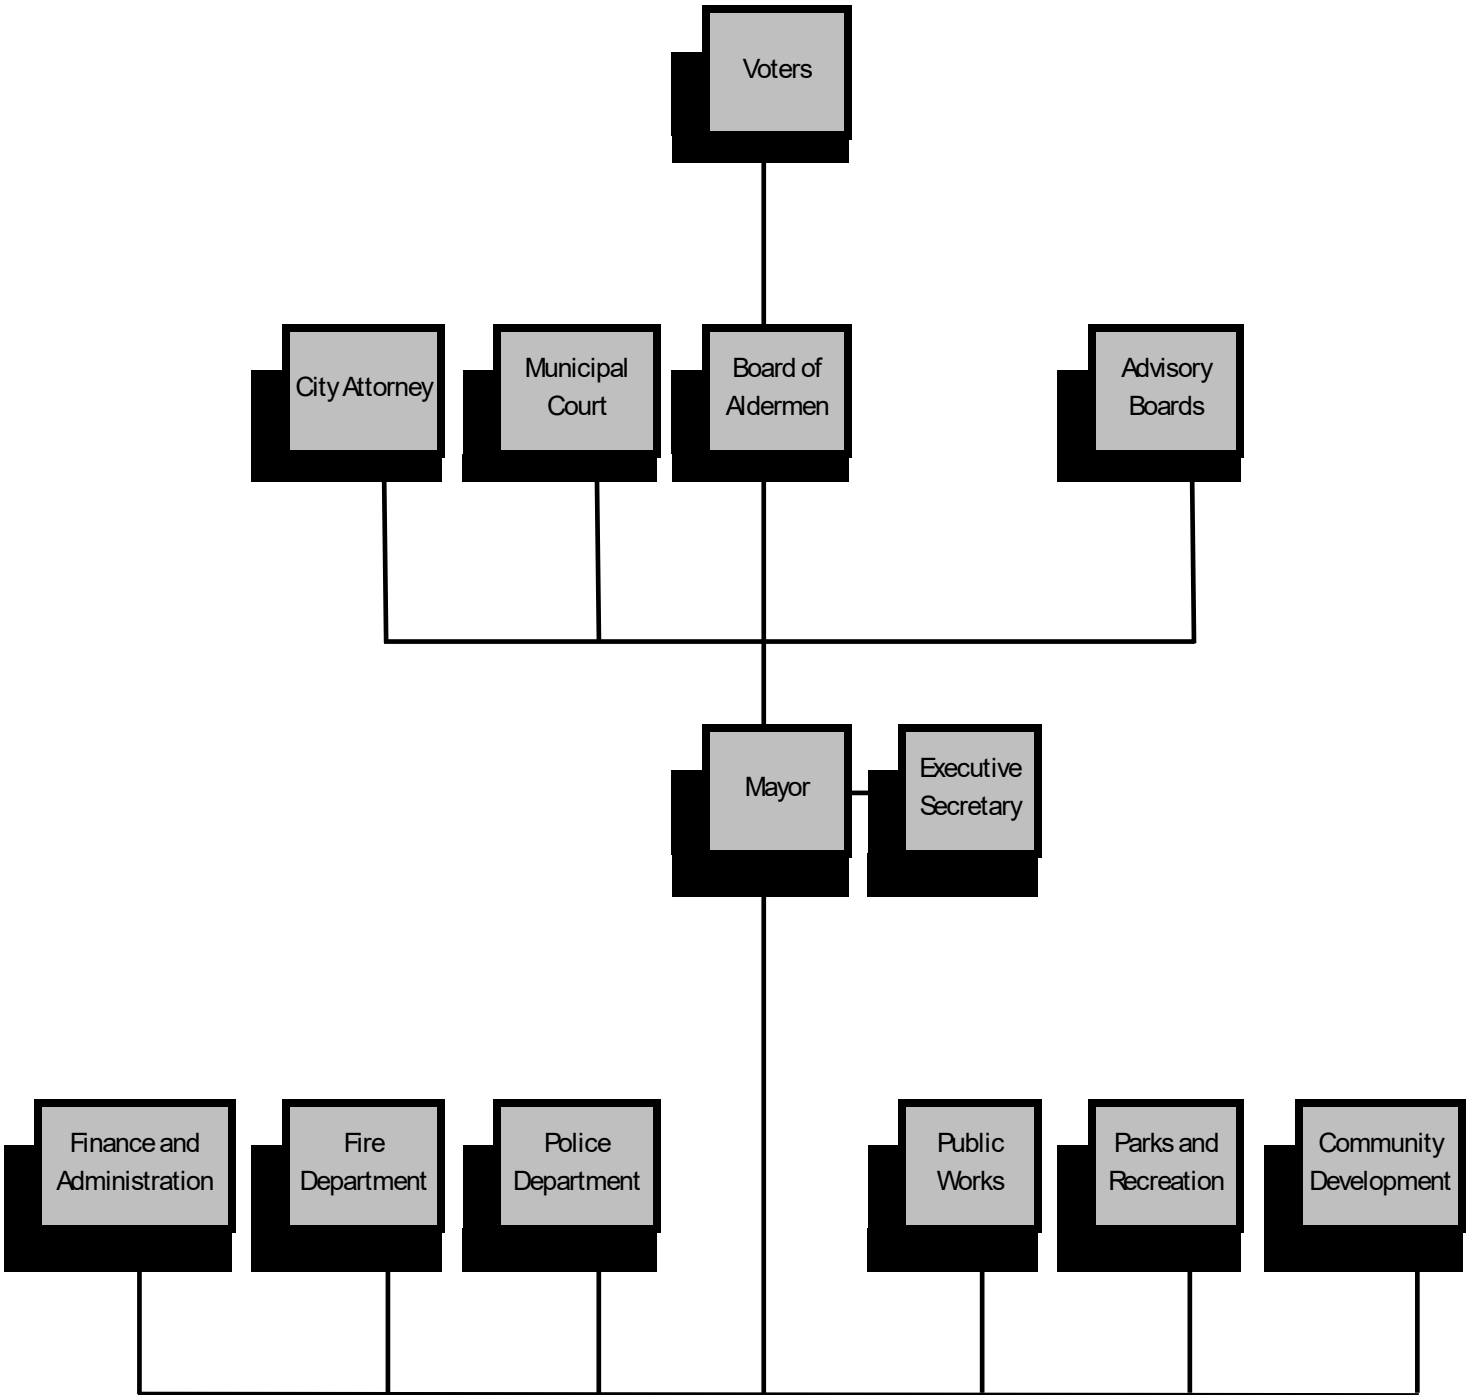 Voters
City Attorney
Municipal
Court
Board of
Aldermen
Advisory
Boards
Mayor
Executive
Secretary
Finance and
Administration
Fire
Department
Police
Department
Public
Works
Parks and
Recreation
Community
Development